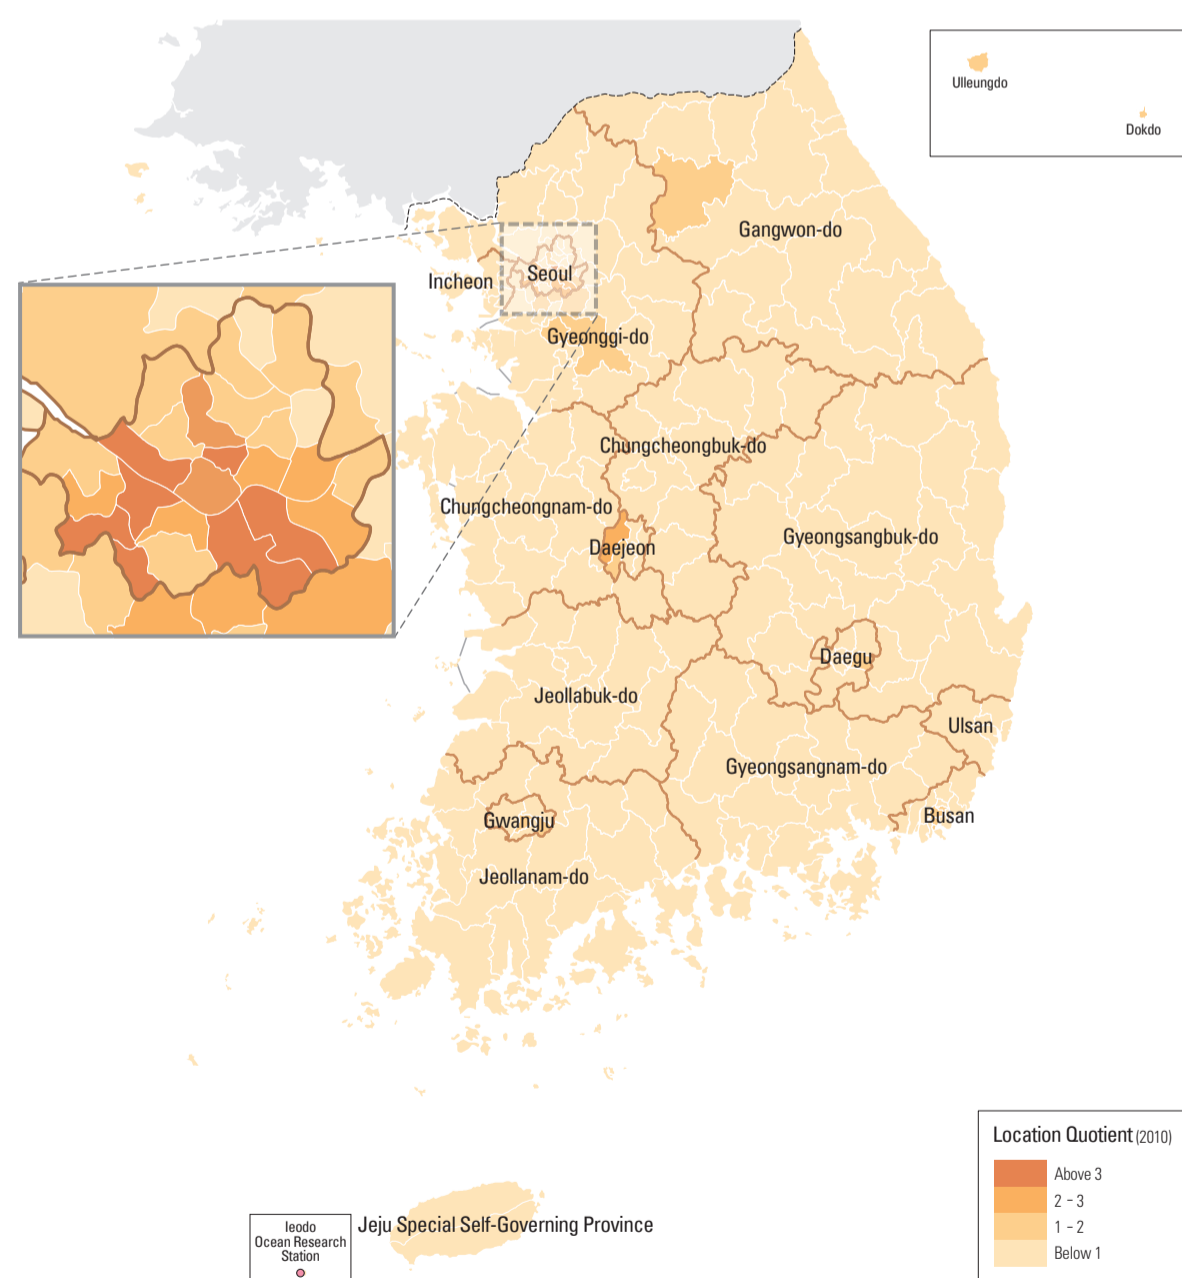 Ulleungdo
Dokdo
Gangwon-do
Seoul
Incheon
Gyeonggi-do
Chungcheongbuk-do
Chungcheongnam-do
Gyeongsangbuk-do
Daejeon
Daegu
Jeollabuk-do
Ulsan
Gyeongsangnam-do
Busan
Gwangju
Jeollanam-do
Location Quotient (2010)
Above 3
2 – 3
1 – 2
Below 1
Jeju Special Self-Governing Province
Ieodo
Ocean Research
Station